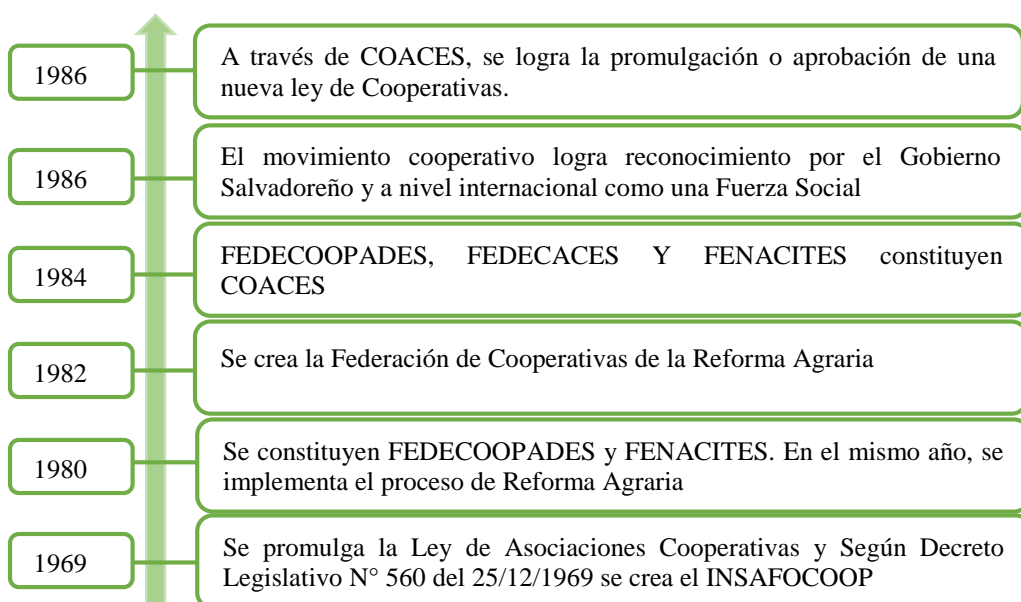 1986
A través de COACES, se logra la promulgación o aprobación de una
nueva ley de Cooperativas.
1986
El movimiento cooperativo logra reconocimiento por el Gobierno
Salvadoreño y a nivel internacional como una Fuerza Social
1984
FEDECOOPADES, FEDECACES Y FENACITES constituyen
COACES
1982
Se crea la Federación de Cooperativas de la Reforma Agraria
1980
Se constituyen FEDECOOPADES y FENACITES. En el mismo año, se
implementa el proceso de Reforma Agraria
1969
Se promulga la Ley de Asociaciones Cooperativas y Según Decreto
Legislativo N° 560 del 25/12/1969 se crea el INSAFOCOOP